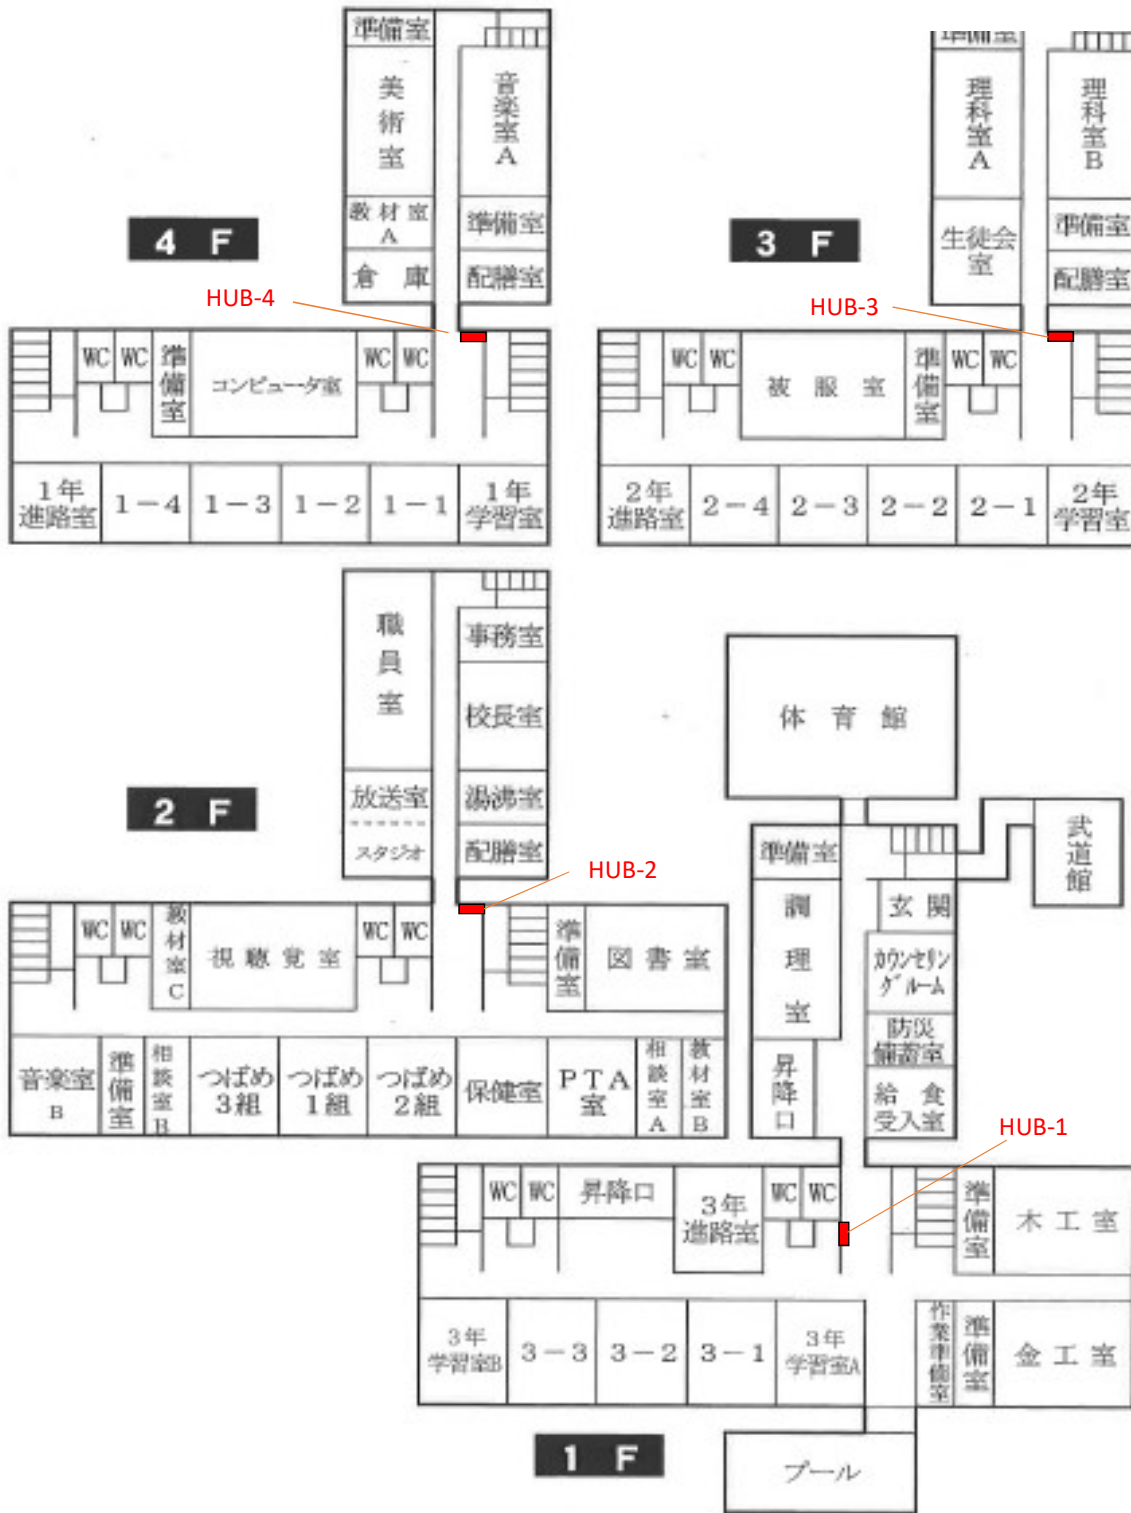 準備室
美術室
音楽室A
教材室
A
準備室
倉庫
配膳室
4 F
HUB-4
WC WC
準備室
コンピュータ室
WC WC
1年
進路室
1-4
1-3
1-2
1-1
1年
学習室
準備室
理科室A
理科室B
生徒会
室
準備室
配膳室
3 F
HUB-3
WC WC
被服室
準備室
WC WC
2年
進路室
2-4
2-3
2-2
2-1
2年
学習室
職員室
事務室
校長室
放送室
スタジオ
湯沸室
配膳室
2 F
HUB-2
WC WC
教材室C
視聴覚室
WC WC
準備室
図書室
音楽室
B
準備室
相談室B
つばめ
3組
つばめ
1組
つばめ
2組
保健室
PTA
室
相談室A
教材室B
体育館
武道館
準備室
調理室
玄関
カウンセリン
グルーム
防災
備蓄室
昇降口
給食
受入室
HUB-1
WC WC
昇降口
3年
進路室
WC WC
準備室
木工室
3年
学習室B
3-3
3-2
3-1
3年
学習室A
作業準備室
準備室
金工室
1 F
プール